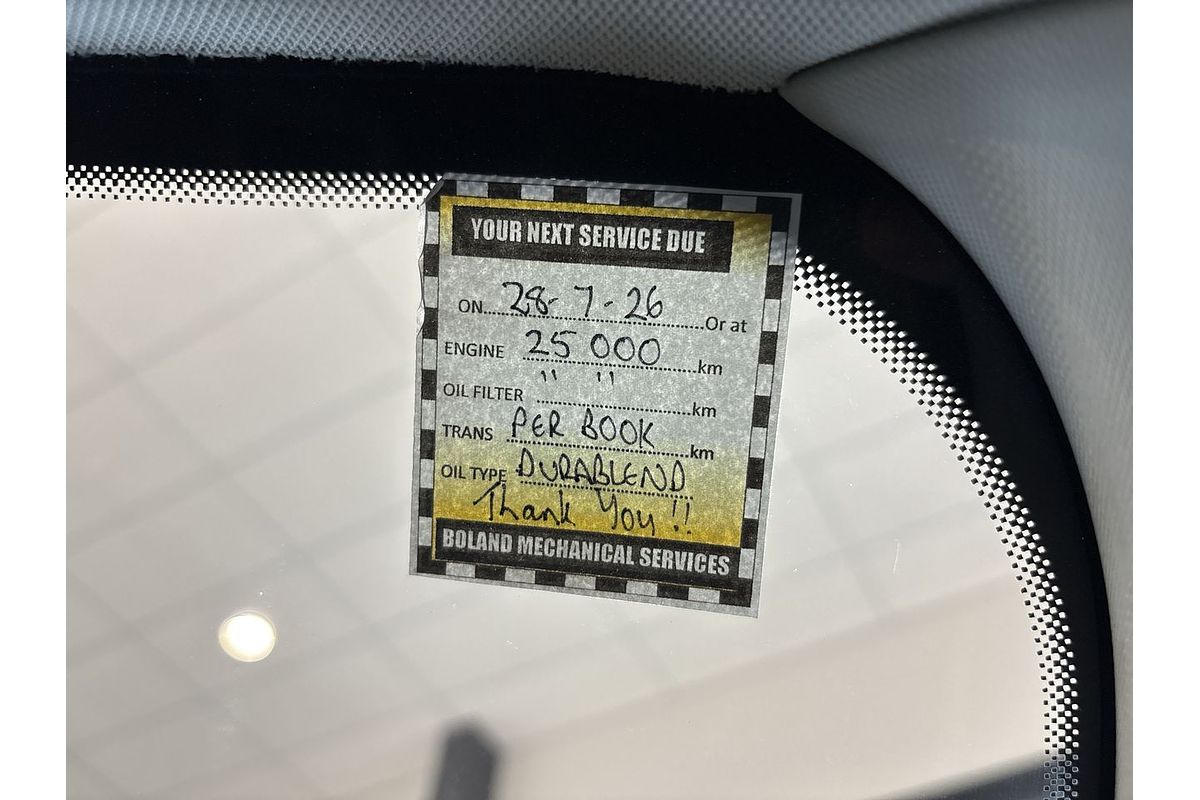 YOUR NEXT SERVICE DUE
ON 28-7-26 Or at
ENGINE 25 000 km
OIL FILTER " " km
TRANS PER BOOK km
OIL TYPE DURABLEND
Thank You!!
BOLAND MECHANICAL SERVICES